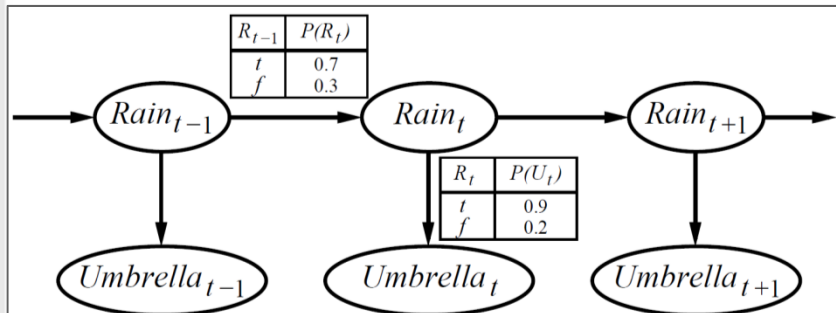 R_{t-1} P(R_t)
t 0.7
f 0.3
Rain_{t-1} Rain_t Rain_{t+1}
R_t P(U_t)
t 0.9
f 0.2
Umbrella_{t-1} Umbrella_t Umbrella_{t+1}